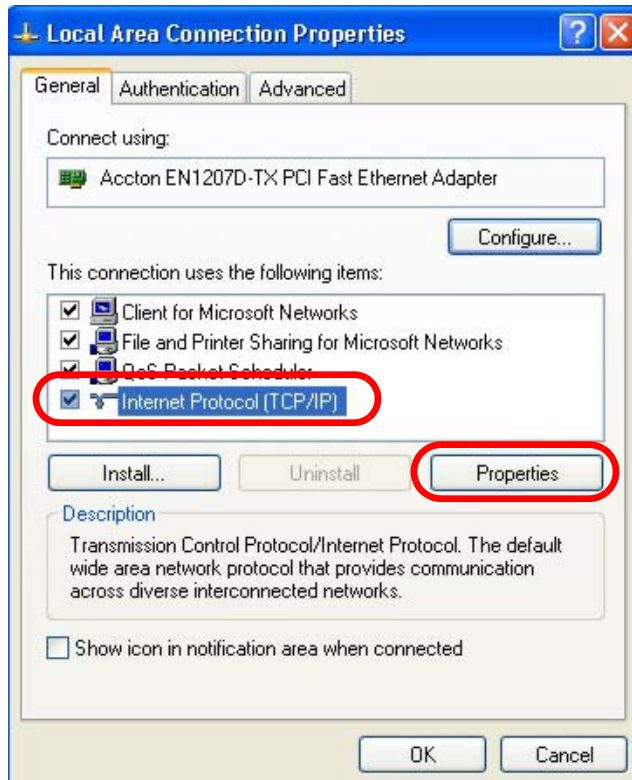 Local Area Connection Properties
General Authentication Advanced
Connect using:
Accton EN1207D-TX PCI Fast Ethernet Adapter
Configure...
This connection uses the following items:
Client for Microsoft Networks
File and Printer Sharing for Microsoft Networks
QoS Packet Scheduler
Internet Protocol (TCP/IP)
Install... Uninstall Properties
Description
Transmission Control Protocol/Internet Protocol. The default
wide area network protocol that provides communication
across diverse interconnected networks.
Show icon in notification area when connected
OK Cancel